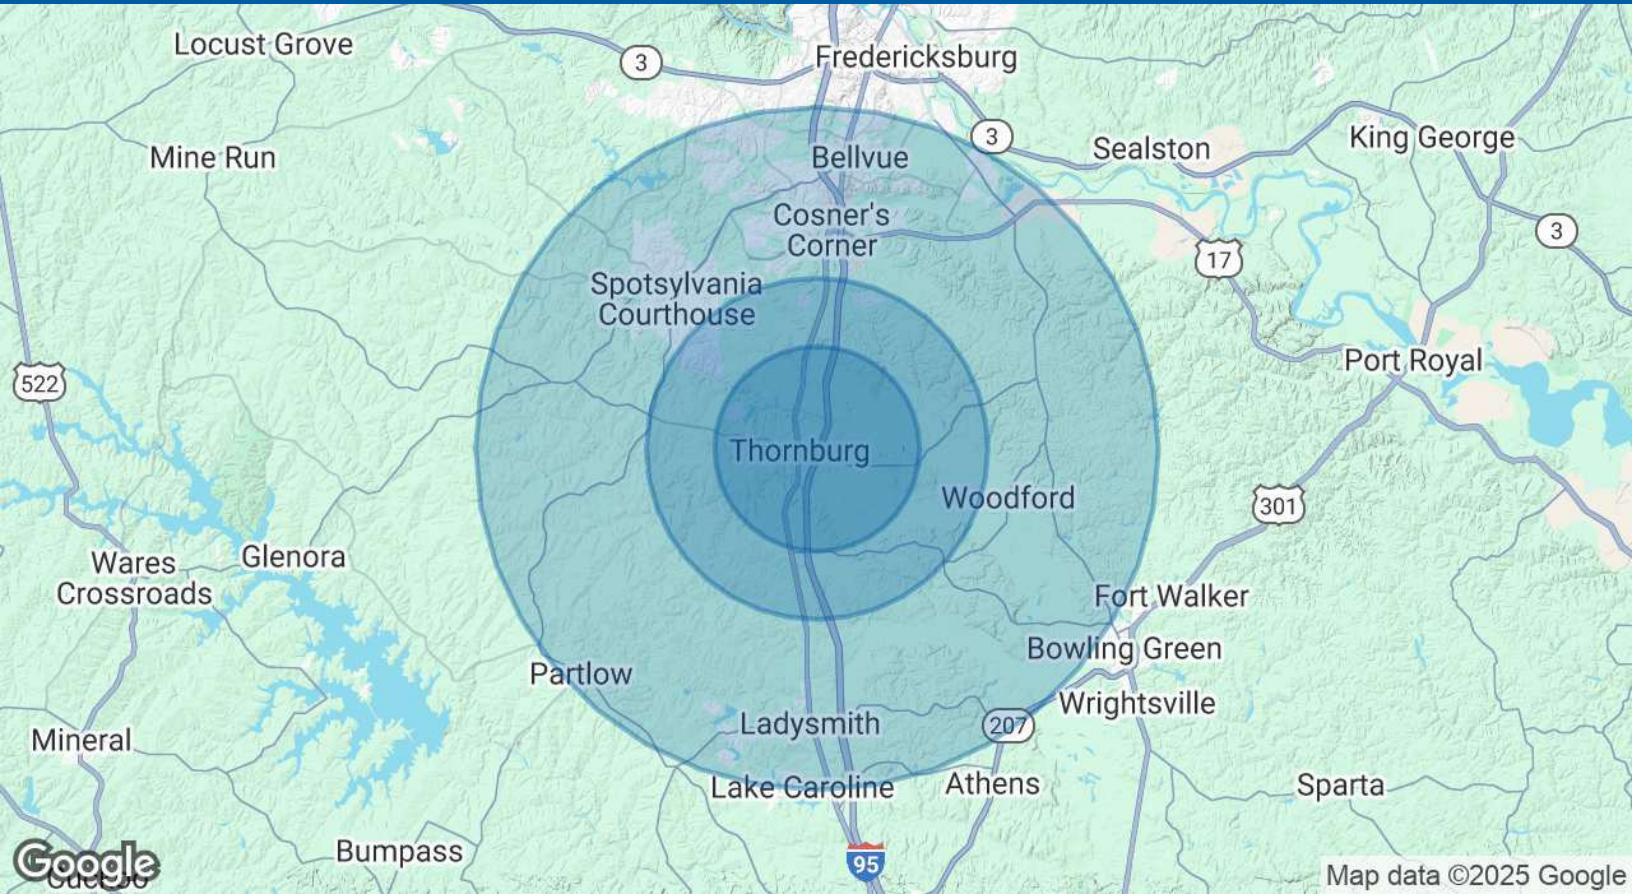 Locust Grove
3
Fredericksburg
Mine Run
Bellvue
3
Sealston
King George
Cosner's
Corner
3
17
Spotsylvania
Courthouse
522
Port Royal
Thornburg
Woodford
301
Wares
Crossroads
Glenora
Fort Walker
Bowling Green
Partlow
Wrightsville
Ladysmith
207
Mineral
Lake Caroline
Athens
Sparta
Bumpass
95
Google
Cuckoo
Map data ©2025 Google